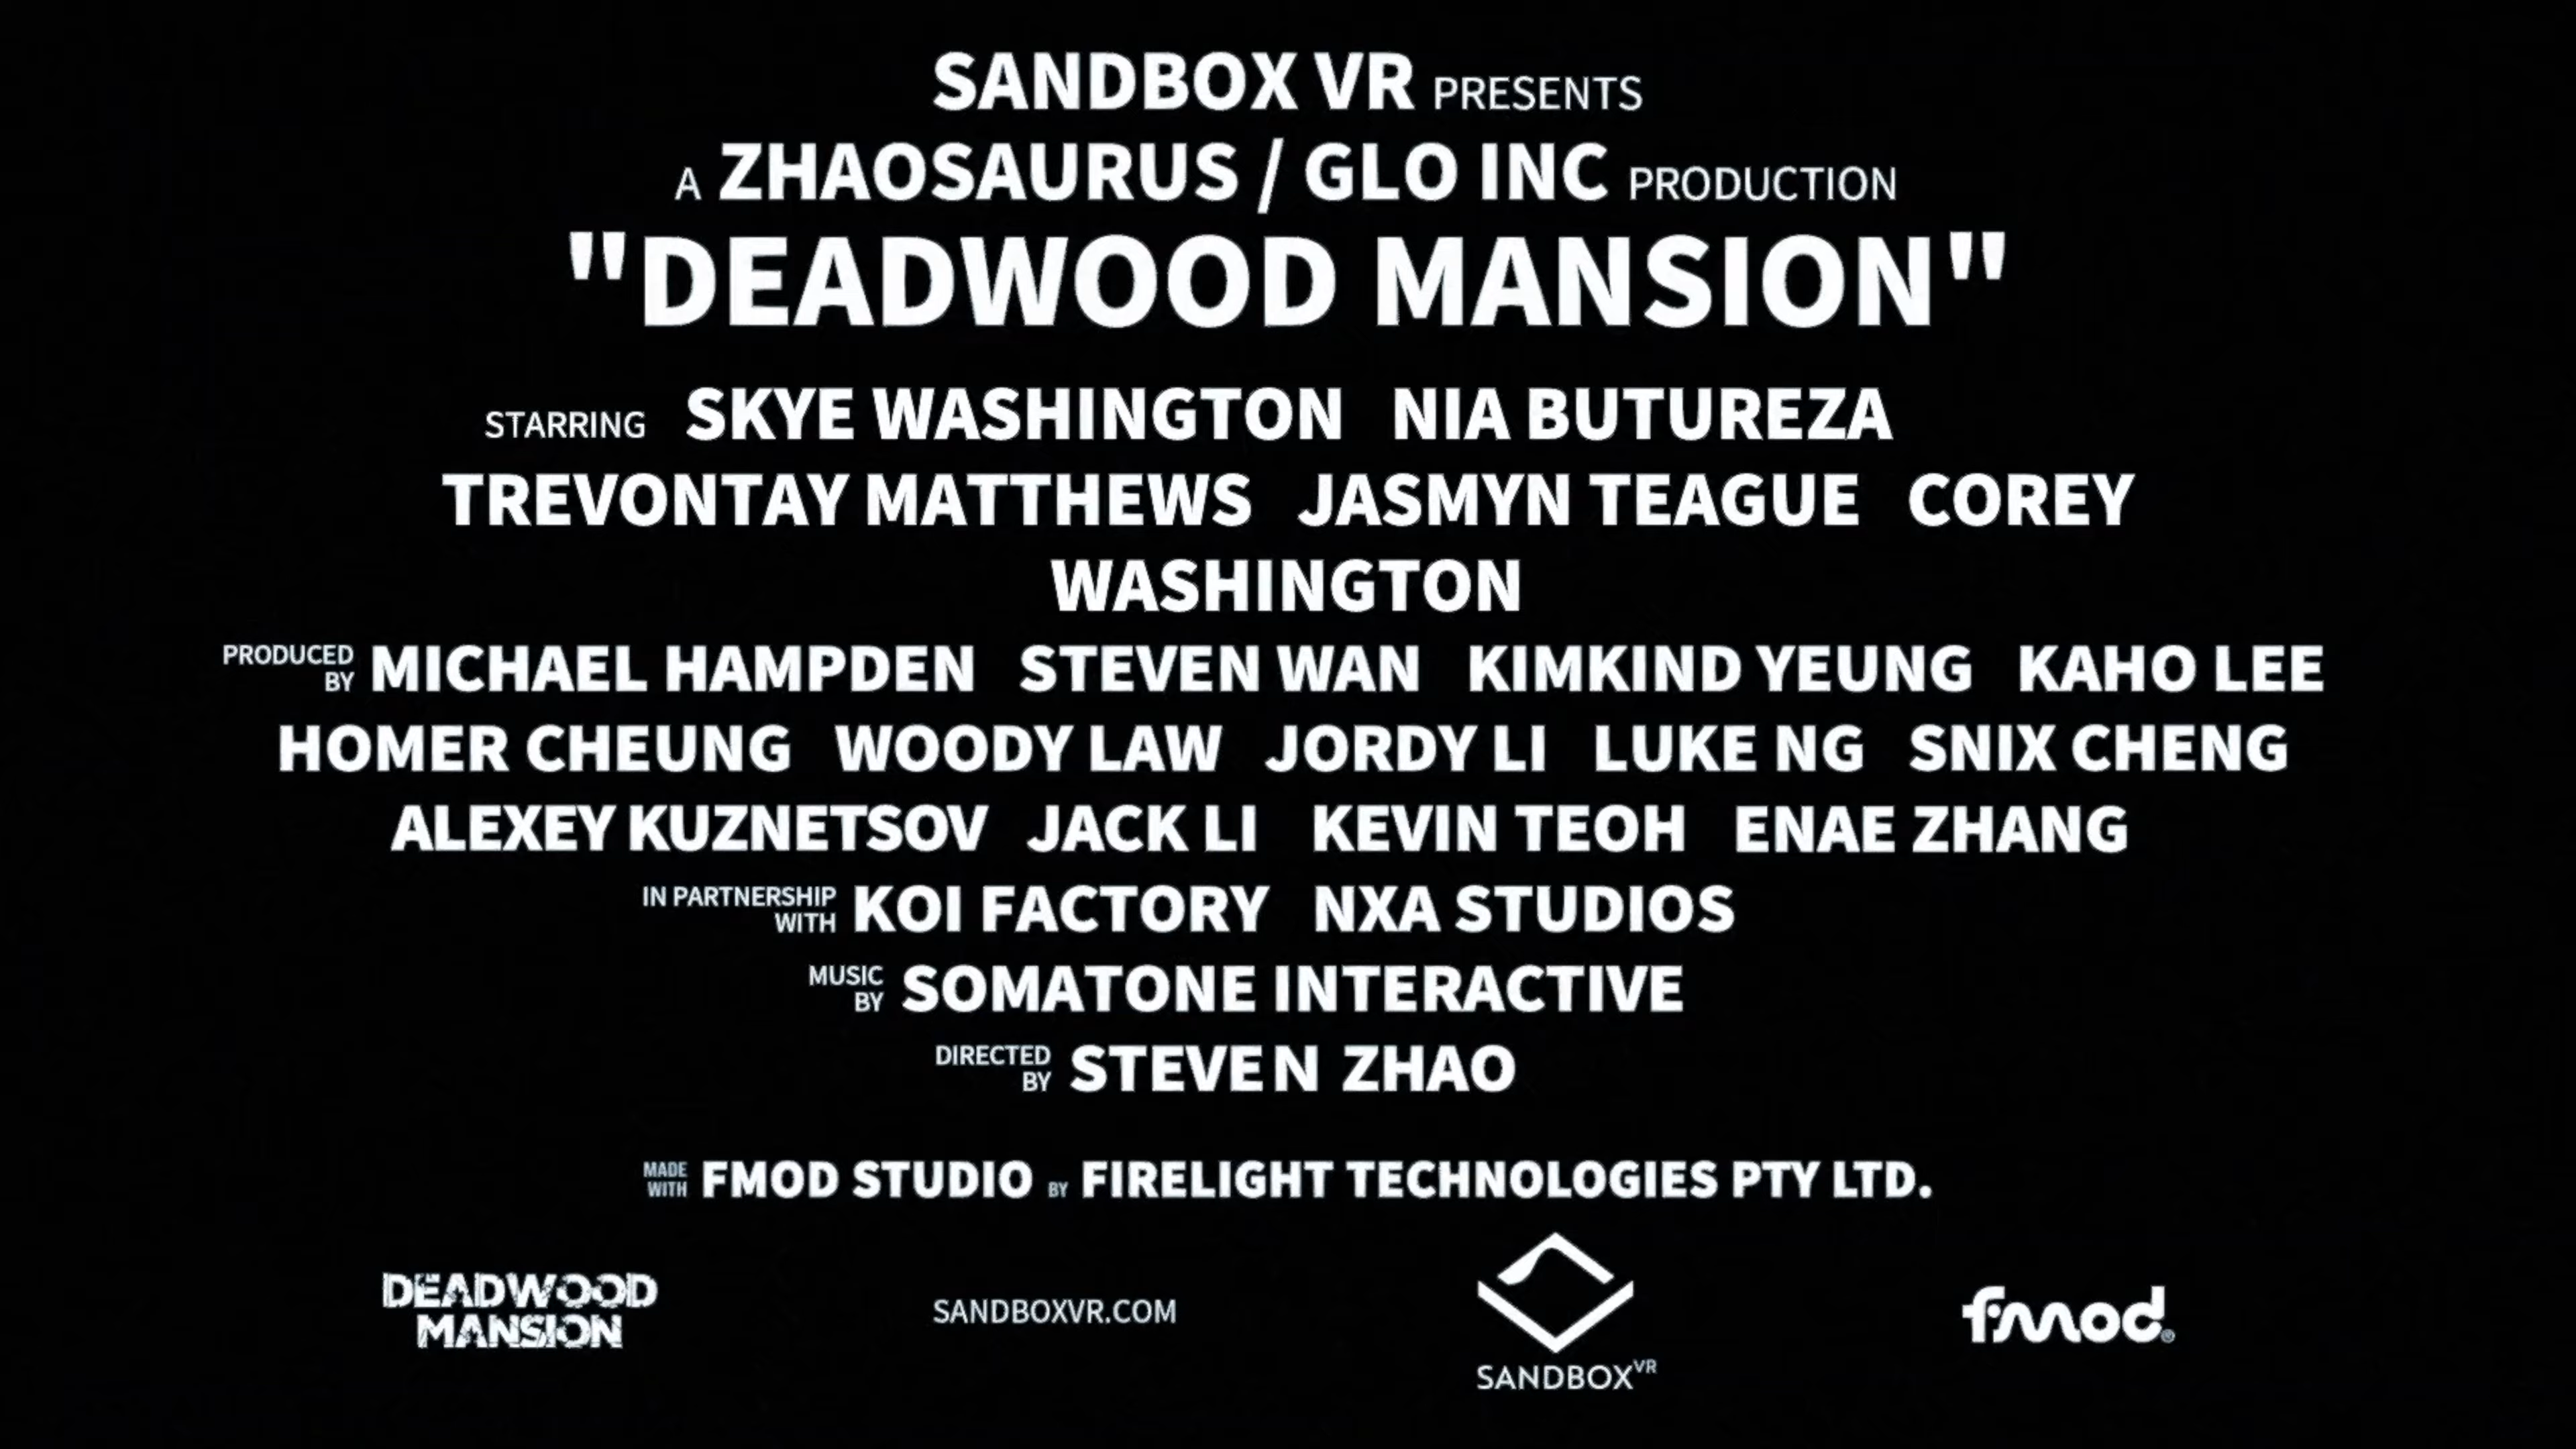 SANDBOX VR PRESENTS
A ZHAOSAURUS / GLO INC PRODUCTION
"DEADWOOD MANSION"
STARRING SKYE WASHINGTON NIA BUTUREZA
TREVONTAY MATTHEWS JASMYN TEAGUE COREY
WASHINGTON
PRODUCED BY MICHAEL HAMPDEN STEVEN WAN KIMKIND YEUNG KAHO LEE
HOMER CHEUNG WOODY LAW JORDY LI LUKE NG SNIX CHENG
ALEXEY KUZNETSOV JACK LI KEVIN TEOH ENAE ZHANG
IN PARTNERSHIP WITH KOI FACTORY NXA STUDIOS
MUSIC BY SOMATONE INTERACTIVE
DIRECTED BY STEVEN ZHAO
MADE WITH FMOD STUDIO BY FIRELIGHT TECHNOLOGIES PTY LTD.
DEADWOOD
MANSION
SANDBOXVR.COM
SANDBOX VR
fmod®